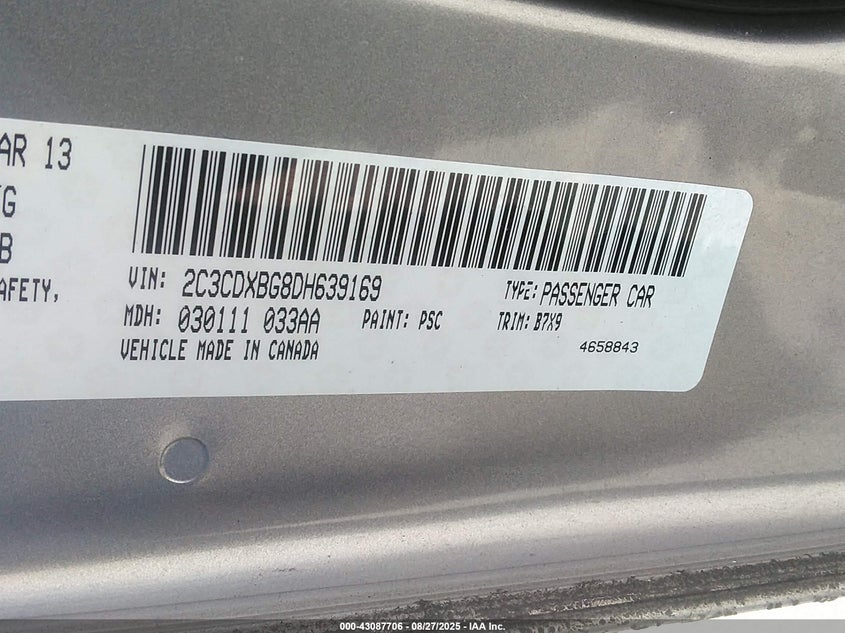 AR 13
G
B
AFETY,
VIN: 2C3CDXBG8DH639169 TYPE: PASSENGER CAR
MDH: 030111 033AA PAINT: PSC TRIM: B7X9
VEHICLE MADE IN CANADA 4658843
000-43087706 - 08/27/2025 - IAA Inc.